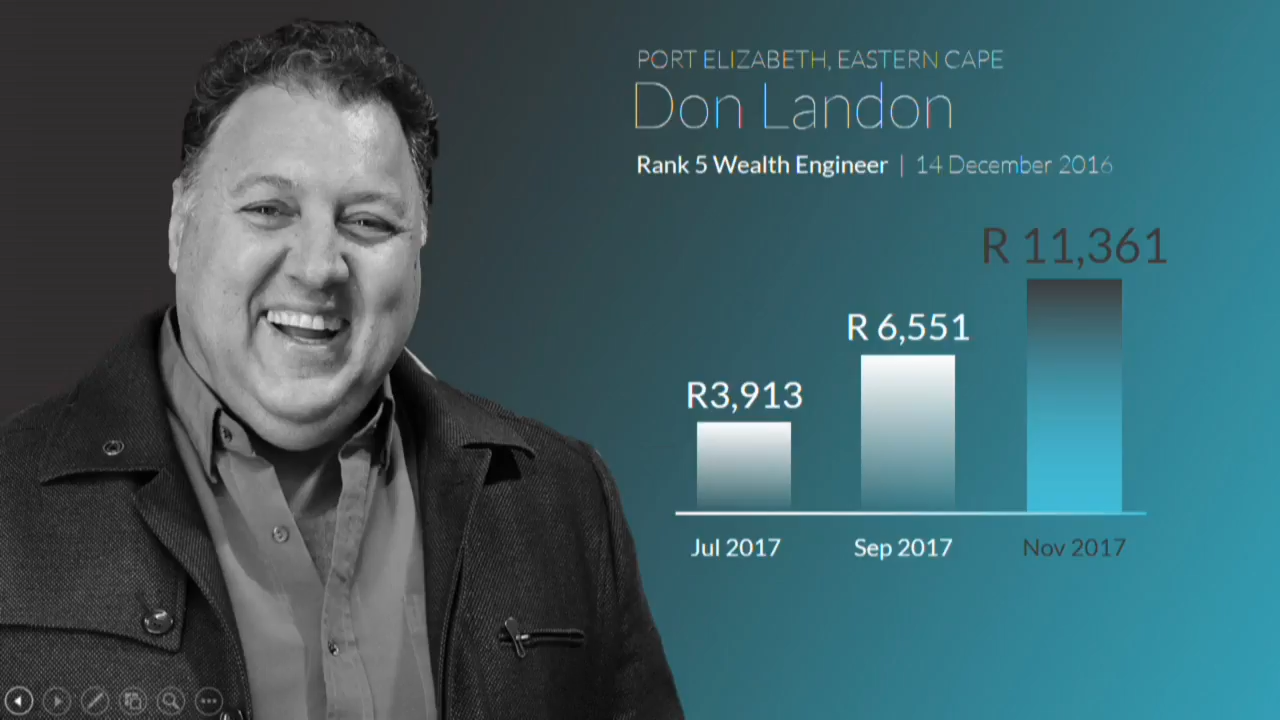 PORT ELIZABETH, EASTERN CAPE
Don Landon
Rank 5 Wealth Engineer | 14 December 2016
R 11,361
R 6,551
R3,913
Jul 2017
Sep 2017
Nov 2017